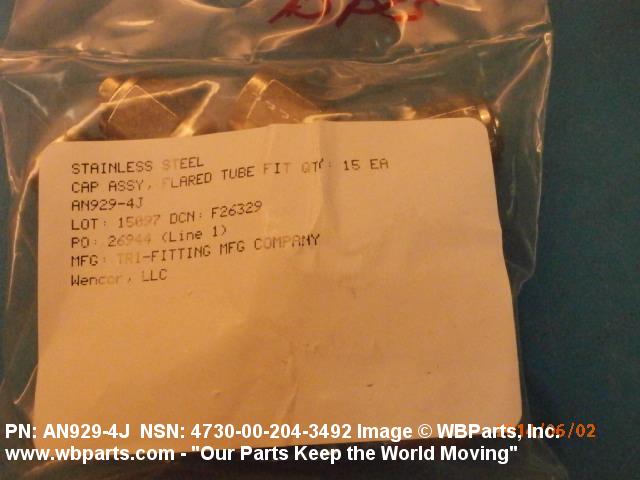 STAINLESS STEEL
CAP ASSY, FLARED TUBE FIT QTY: 15 EA
AN929-4J
LOT: 15097 DCN: F26329
PO: 26944 (Line 1)
MFG: TRI-FITTING MFG COMPANY
Wencor, LLC
PN: AN929-4J NSN: 4730-00-204-3492 Image © WBParts, Inc.
www.wbparts.com - "Our Parts Keep the World Moving"